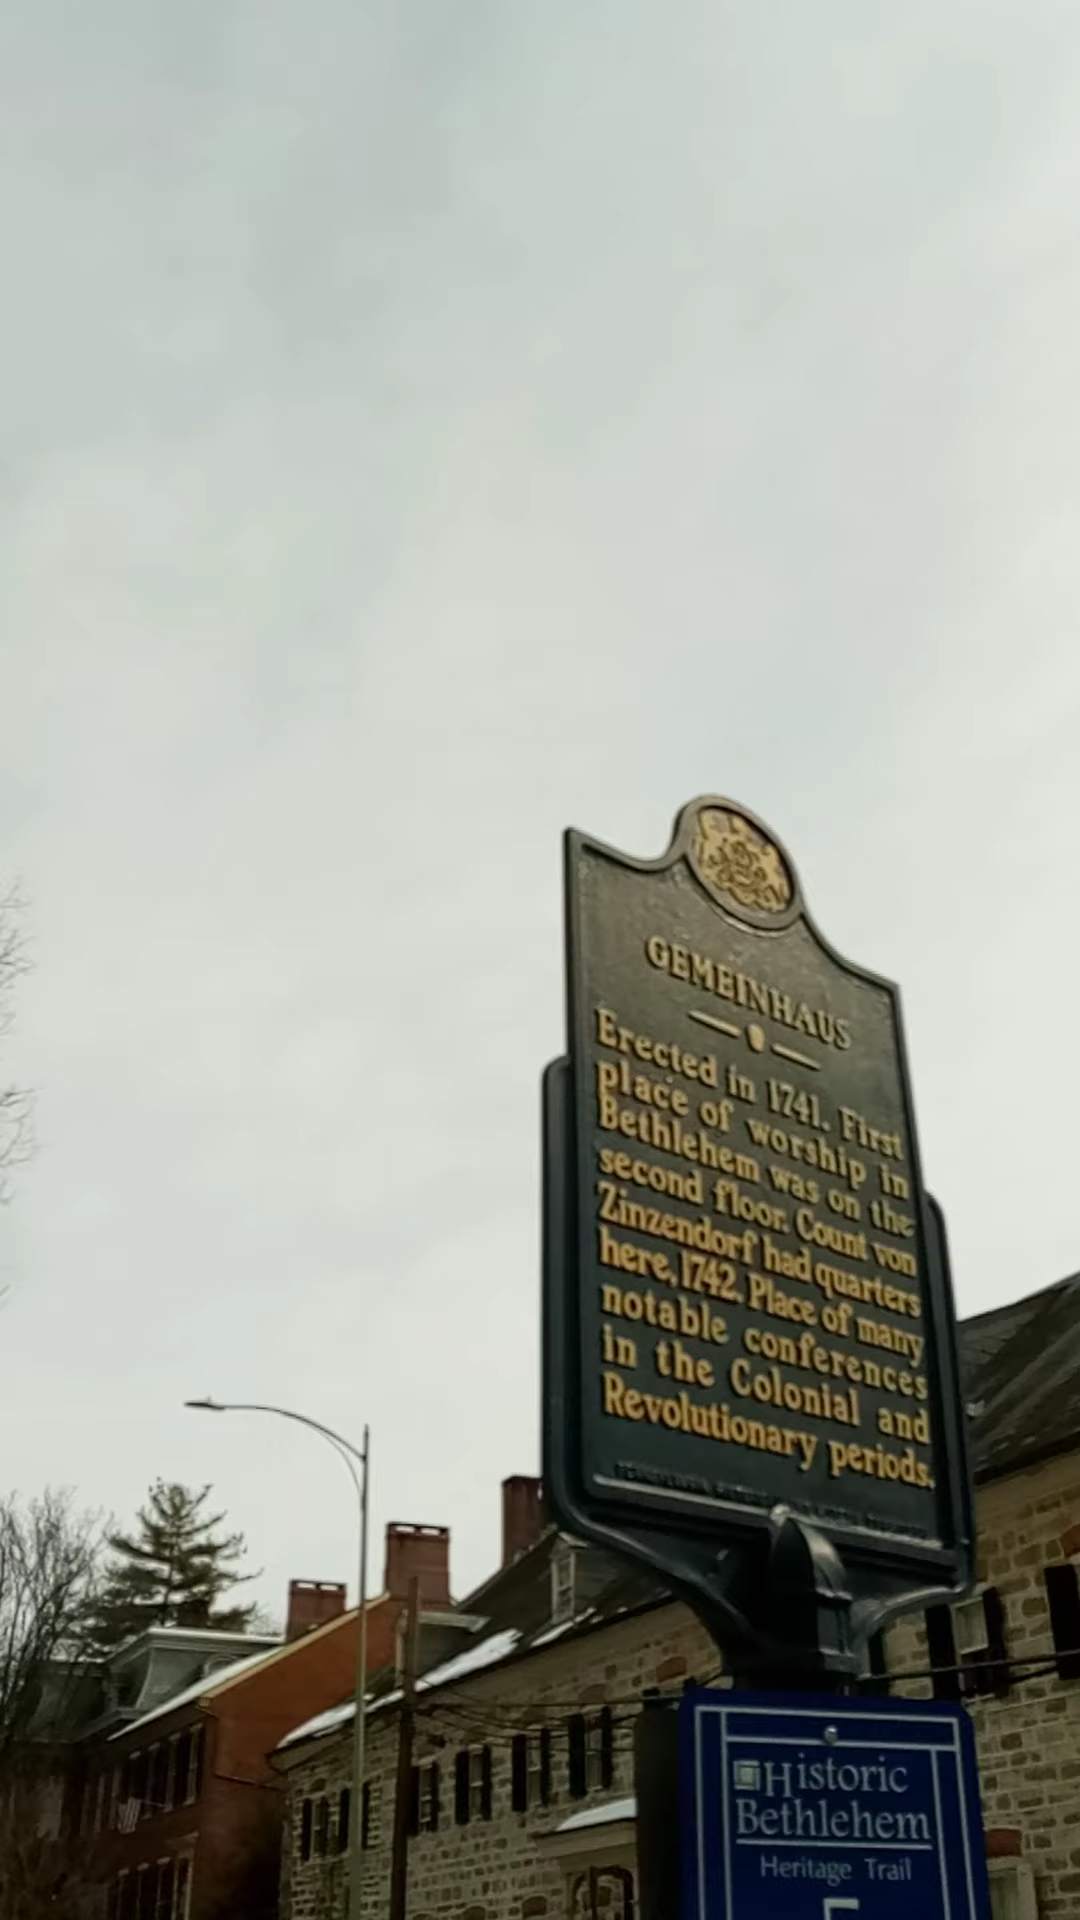 GEMEINHAUS
Erected in 1741. First
place of worship in
Bethlehem was on the
second floor. Count von
Zinzendorf had quarters
here, 1742. Place of many
notable conferences
in the Colonial and
Revolutionary periods.
Historic
Bethlehem
Heritage Trail